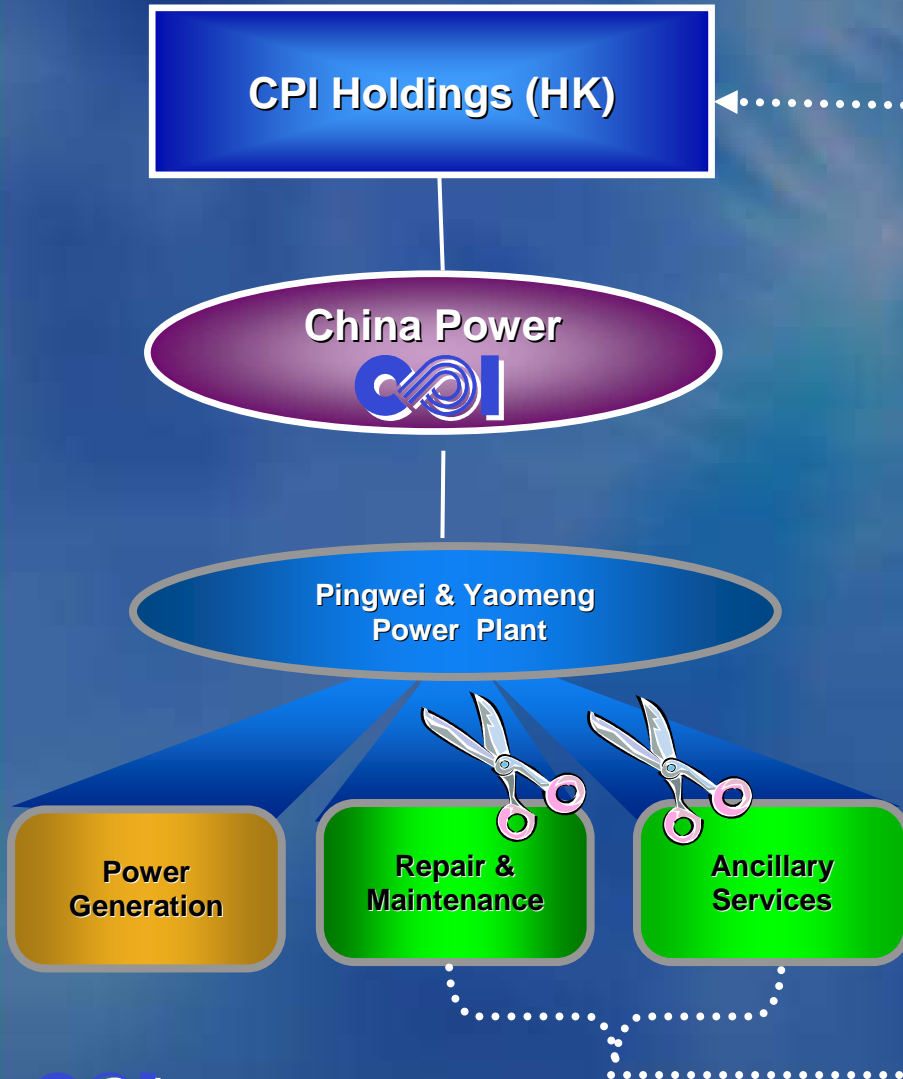 CPI Holdings (HK)
China Power
CPI
Pingwei & Yaomeng
Power Plant
Power
Generation
Repair &
Maintenance
Ancillary
Services